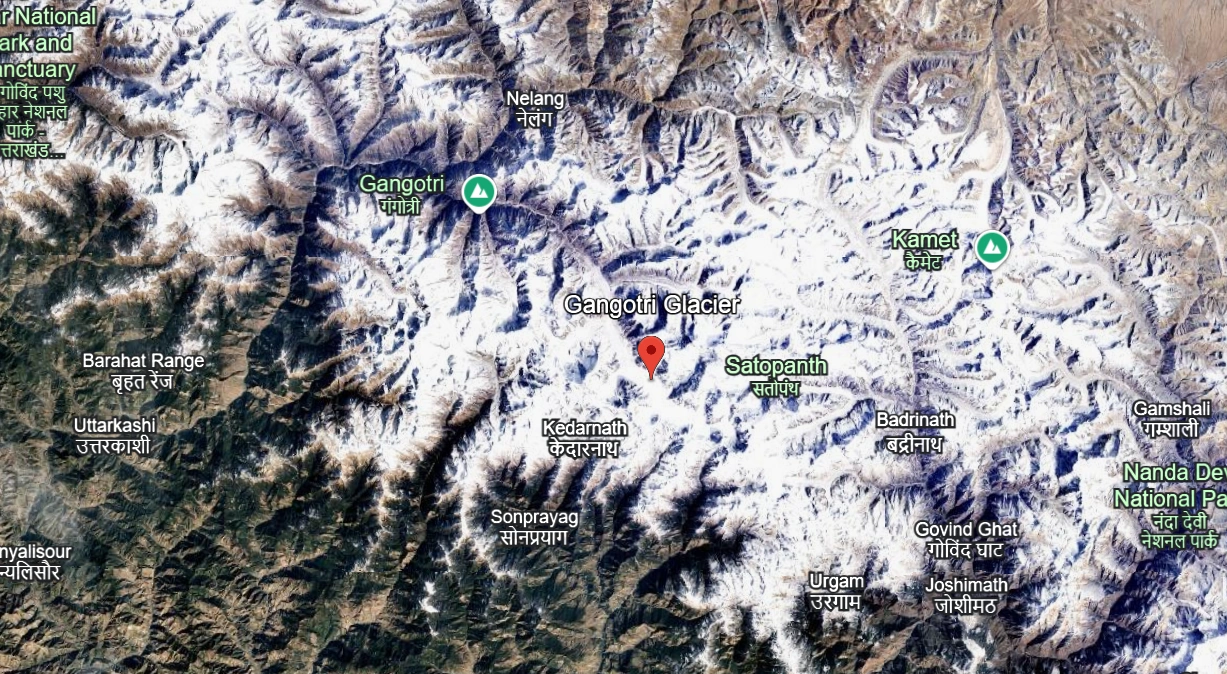 r National
ark and
anctuary
गोविंद पशु
हार नेशनल
पार्क -
त्तराखंड...
Nelang
नेलंग
Gangotri
गंगोत्री
Kamet
कैमेट
Gangotri Glacier
Satopanth
सतोपंथ
Barahat Range
बृहत रेंज
Uttarkashi
उत्तरकाशी
Kedarnath
केदारनाथ
Badrinath
बद्रीनाथ
Gamshali
गम्शाली
Nanda Dev
National Pa
नंदा देवी
नेशनल पार्क
Sonprayag
सोनप्रयाग
Govind Ghat
गोविंद घाट
nyalisour
न्यलिसौर
Urgam
उरगाम
Joshimath
जोशीमठ